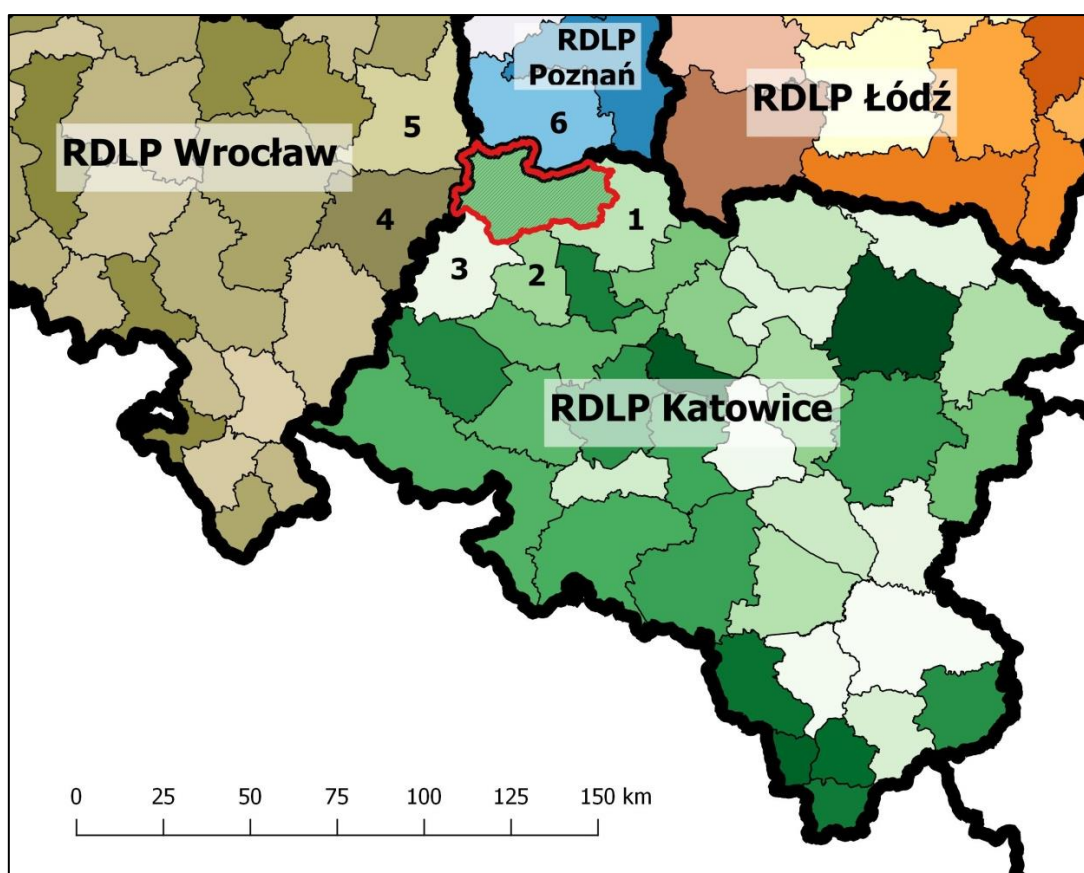 RDLP
Poznań
RDLP Łódź
5
6
RDLP Wrocław
4
1
3
2
RDLP Katowice
0 25 50 75 100 125 150 km